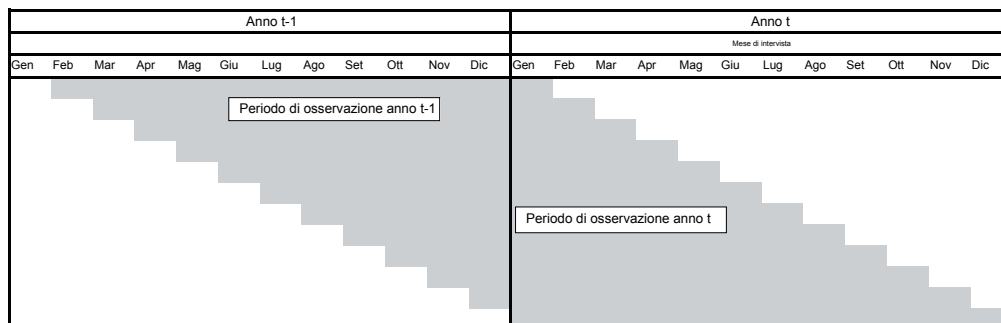 Anno t-1 Anno t
Mese di intervista
Gen Feb Mar Apr Mag Giu Lug Ago Set Ott Nov Dic Gen Feb Mar Apr Mag Giu Lug Ago Set Ott Nov Dic
Periodo di osservazione anno t-1
Periodo di osservazione anno t